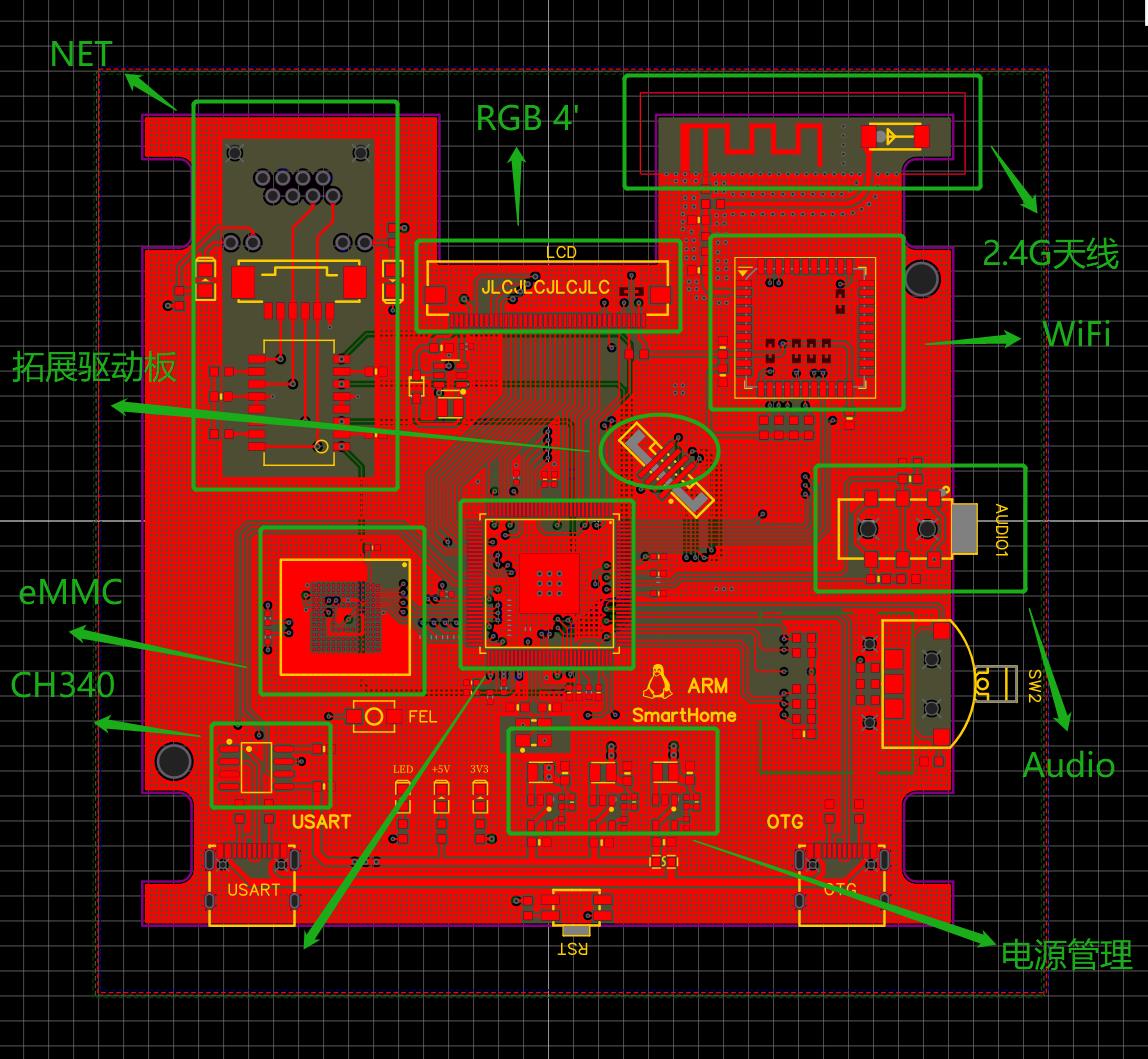 NET
RGB 4'
2.4G天线
LCD
JLCJLCJLCJLC
WiFi
拓展驱动板
AUDIO1
eMMC
CH340
ARM
SmartHome
SW2
FEL
Audio
LED
+5V
3V3
USART
OTG
USART
OTG
RST
电源管理